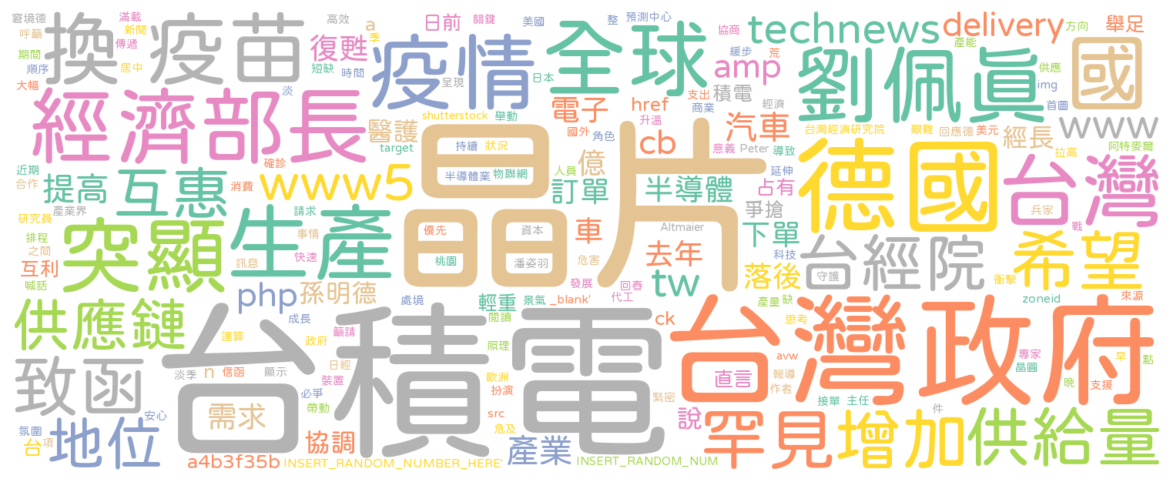 窘境德 滿載 換 疫苗 復甦 日前 高效 a 關鍵 美國 整 預測中心 協商 technews delivery 方向 舉足
呼籲 新聞 疫情 季 全球 緩步 荒 產能 國
期間 傳遞 短缺 時間 呈現 日本 amp 劉佩真 供應
順序 居中 淡 積電 支出 商業 經濟 img
大幅 經濟部長 電子 href 升溫 汽車 首圖
醫護 shutterstock 舉動 國外 角色 cb 台灣經濟研究院 艱難 回應德 美元 經長 www
target 持續 狀況 意義 Peter 導致 拉高 阿特麥爾
近期 確診 晶片 人員 延伸 德國 台灣
合作 提高 互惠 消費 www5 半導體業 物聯網 訂單 半導體 占有
產業界 請求 爭搶 兵家
研究員 突顯 生產 優先 資本 車 Altmaier 下單 戰 希望
排程 事情 去年 科技 台經院
之間 訊息 快速 桃園 潘姿羽 危害 落後 守護 衝擊
互利 喊話 發展 回春 tw
php 孫明德 處境 輕重 景氣 _blank' 代工 產量 缺 zoneid 來源
供應鏈 成長 閱讀 ck 思考 台灣政府
運算 政府 籲請 台積電
致函 日經 照理 avw 報導 專家 早 點
淡季 n 信函 顯示 裝置 歐洲 直言 作者 晶圓 晚 支援
必爭 扮演 緊密
氛圍 安心 需求 帶動 src 說 接單 主任 件
台 項 地位 協調 危及 產業 罕見 增加 供給量
a4b3f35b INSERT_RANDOM_NUMBER_HERE' INSERT_RANDOM_NUM
億